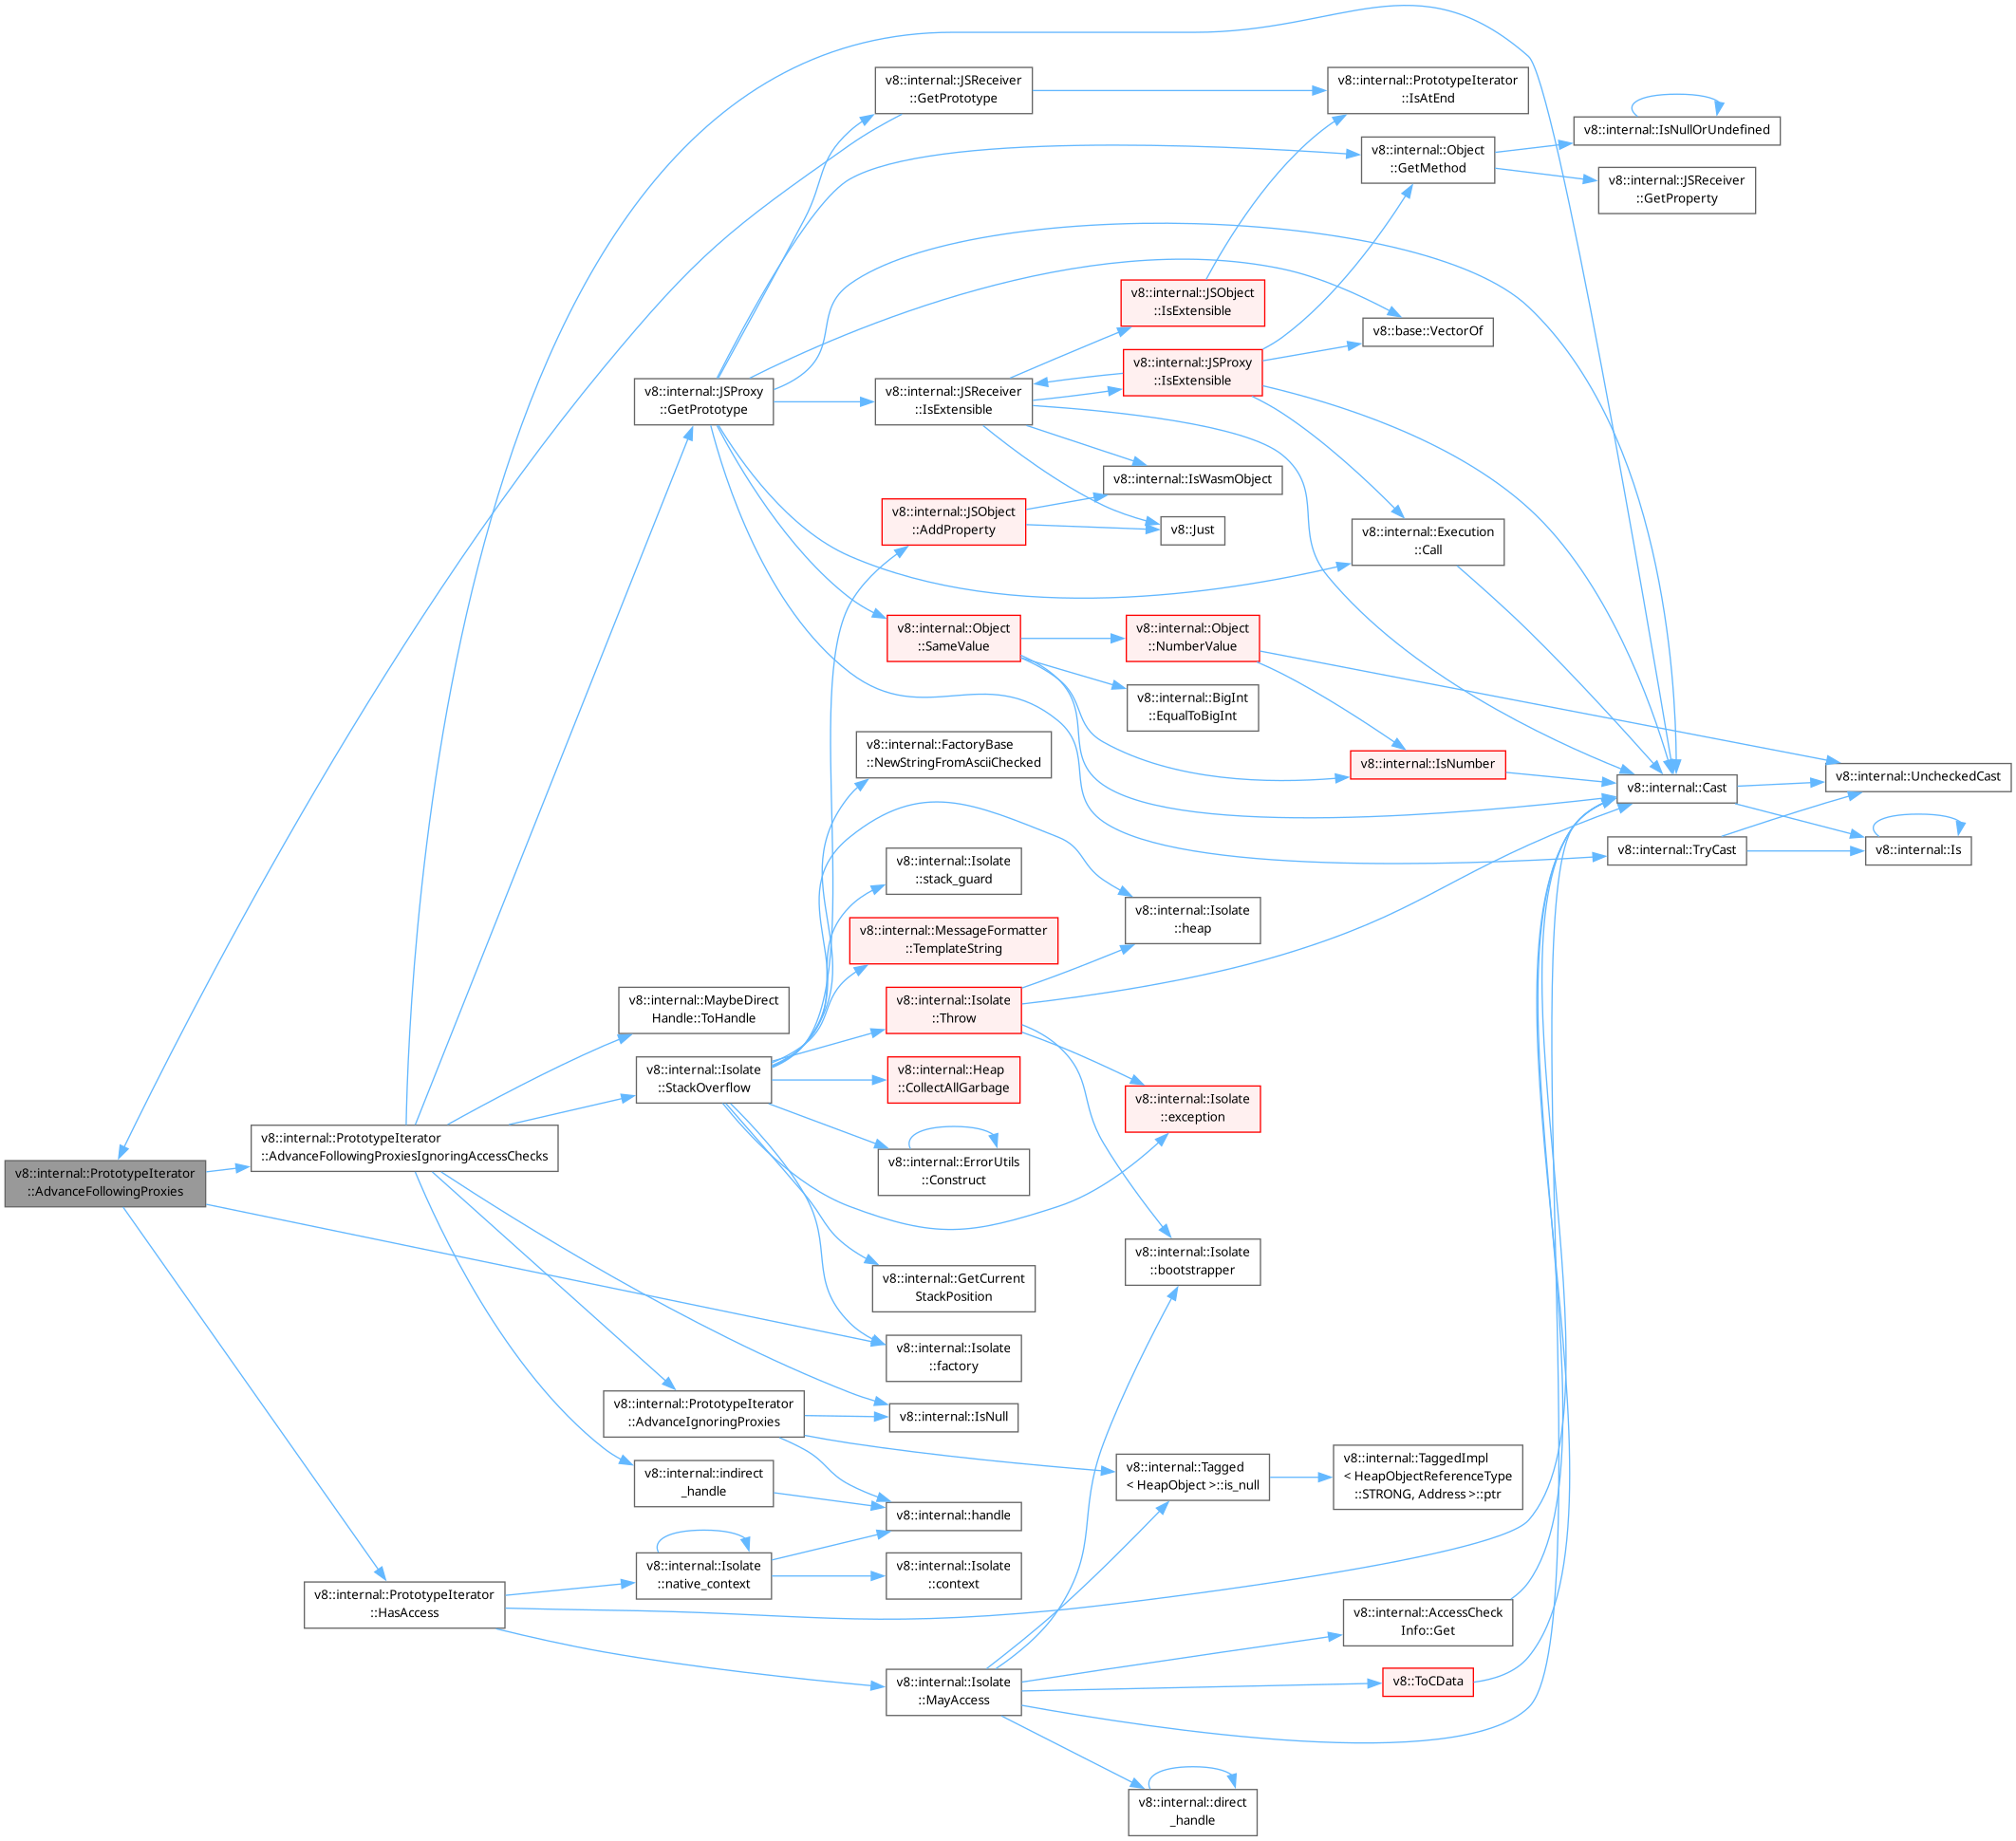 v8::internal::JSReceiver
::GetPrototype
v8::internal::PrototypeIterator
::IsAtEnd
v8::internal::IsNullOrUndefined
v8::internal::Object
::GetMethod
v8::internal::JSReceiver
::GetProperty
v8::internal::JSObject
::IsExtensible
v8::base::VectorOf
v8::internal::JSProxy
::IsExtensible
v8::internal::JSProxy
::GetPrototype
v8::internal::JSReceiver
::IsExtensible
v8::internal::IsWasmObject
v8::internal::JSObject
::AddProperty
v8::Just
v8::internal::Execution
::Call
v8::internal::Object
::SameValue
v8::internal::Object
::NumberValue
v8::internal::BigInt
::EqualToBigInt
v8::internal::FactoryBase
::NewStringFromAsciiChecked
v8::internal::IsNumber
v8::internal::Cast
v8::internal::UncheckedCast
v8::internal::TryCast
v8::internal::Is
v8::internal::Isolate
::stack_guard
v8::internal::Isolate
::heap
v8::internal::MessageFormatter
::TemplateString
v8::internal::MaybeDirect
Handle::ToHandle
v8::internal::Isolate
::Throw
v8::internal::Isolate
::StackOverflow
v8::internal::Heap
::CollectAllGarbage
v8::internal::Isolate
::exception
v8::internal::PrototypeIterator
::AdvanceFollowingProxiesIgnoringAccessChecks
v8::internal::PrototypeIterator
::AdvanceFollowingProxies
v8::internal::ErrorUtils
::Construct
v8::internal::Isolate
::bootstrapper
v8::internal::GetCurrent
StackPosition
v8::internal::Isolate
::factory
v8::internal::PrototypeIterator
::AdvanceIgnoringProxies
v8::internal::IsNull
v8::internal::indirect
_handle
v8::internal::Tagged
< HeapObject >::is_null
v8::internal::TaggedImpl
< HeapObjectReferenceType
::STRONG, Address >::ptr
v8::internal::handle
v8::internal::Isolate
::native_context
v8::internal::Isolate
::context
v8::internal::PrototypeIterator
::HasAccess
v8::internal::AccessCheck
Info::Get
v8::internal::Isolate
::MayAccess
v8::ToCData
v8::internal::direct
_handle